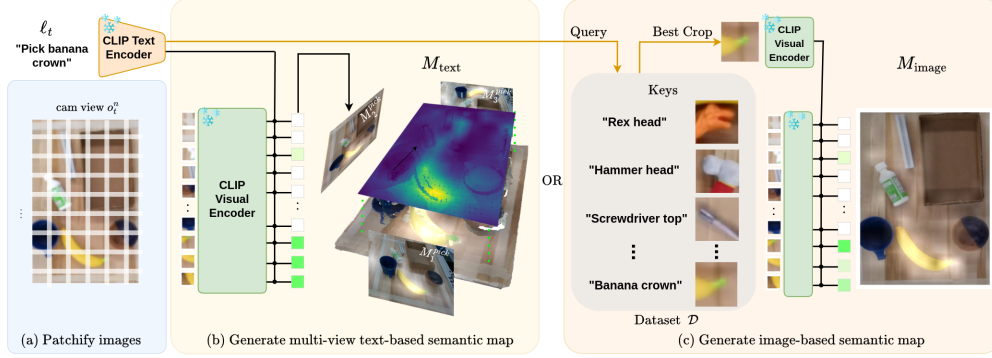 ℓ_t
"Pick banana
crown"
CLIP Text
Encoder
cam view o_t^n
⋮
(a) Patchify images
CLIP
Visual
Encoder
⋮
⋮
M_text
M_2^{pick}
M_3^{pick}
M_1^{pick}
(b) Generate multi-view text-based semantic map
OR
Query
Best Crop
Keys
"Rex head"
"Hammer head"
"Screwdriver top"
⋮
⋮
"Banana crown"
Dataset 𝒟
CLIP
Visual
Encoder
⋮
⋮
M_image
(c) Generate image-based semantic map